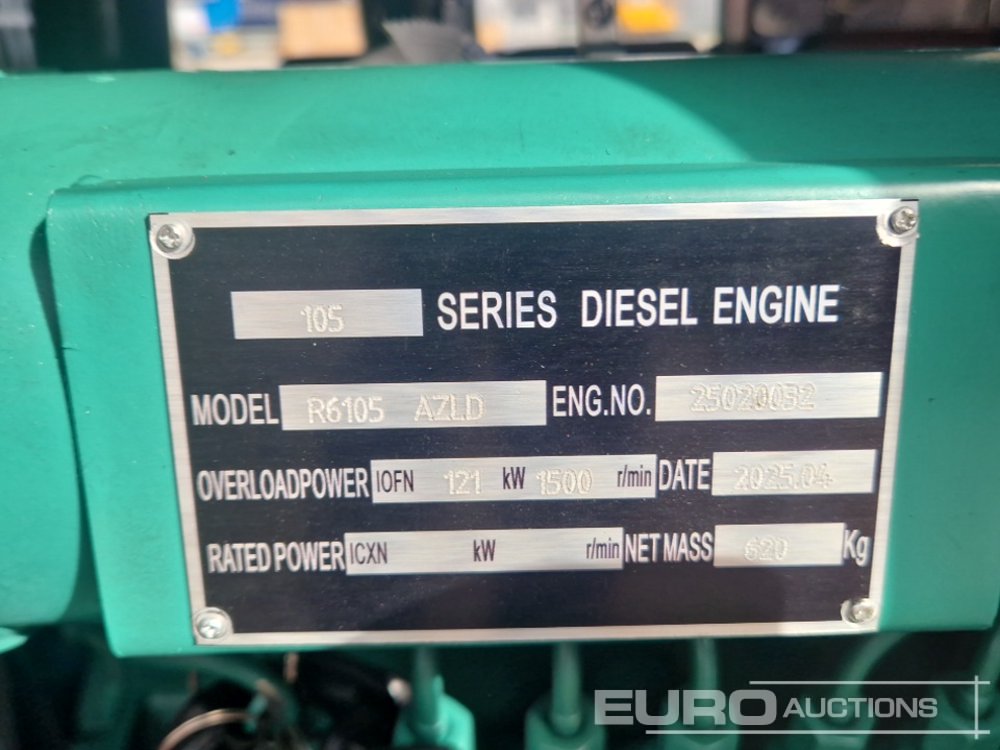 105 SERIES DIESEL ENGINE
MODEL R6105 AZLD ENG.NO. 25020032
OVERLOADPOWER IOFN 121 kW 1500 r/min DATE 2025.04
RATED POWER ICXN kW r/min NET MASS 620 Kg
EURO AUCTIONS